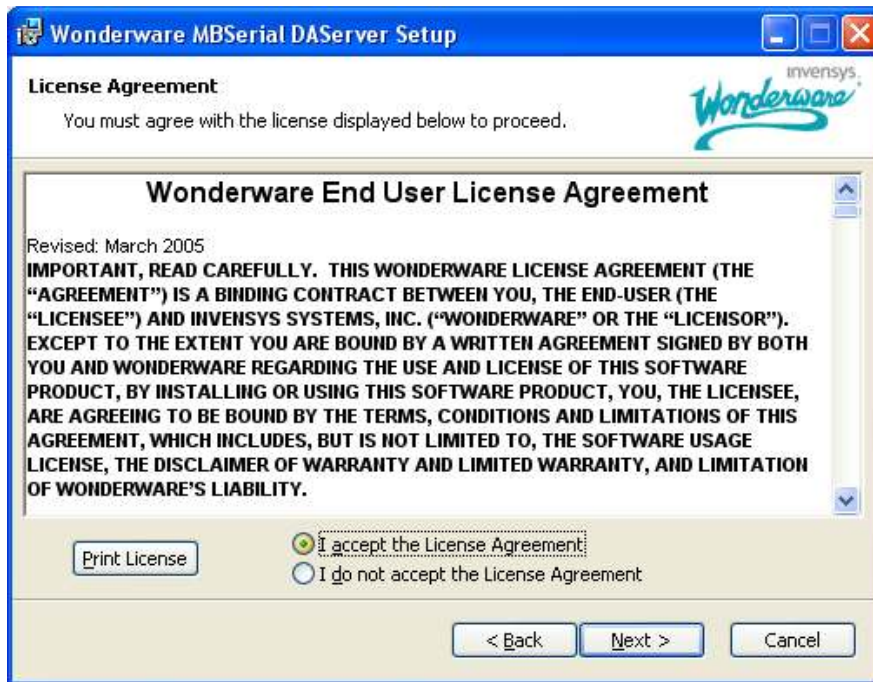 Wonderware MBSerial DAServer Setup
License Agreement
You must agree with the license displayed below to proceed.
invensys
Wonderware
Wonderware End User License Agreement
Revised: March 2005
IMPORTANT, READ CAREFULLY.  THIS WONDERWARE LICENSE AGREEMENT (THE
“AGREEMENT”) IS A BINDING CONTRACT BETWEEN YOU, THE END-USER (THE
“LICENSEE”) AND INVENSYS SYSTEMS, INC. (“WONDERWARE” OR THE “LICENSOR”).
EXCEPT TO THE EXTENT YOU ARE BOUND BY A WRITTEN AGREEMENT SIGNED BY BOTH
YOU AND WONDERWARE REGARDING THE USE AND LICENSE OF THIS SOFTWARE
PRODUCT, BY INSTALLING OR USING THIS SOFTWARE PRODUCT, YOU, THE LICENSEE,
ARE AGREEING TO BE BOUND BY THE TERMS, CONDITIONS AND LIMITATIONS OF THIS
AGREEMENT, WHICH INCLUDES, BUT IS NOT LIMITED TO, THE SOFTWARE USAGE
LICENSE, THE DISCLAIMER OF WARRANTY AND LIMITED WARRANTY, AND LIMITATION
OF WONDERWARE’S LIABILITY.
Print License
I accept the License Agreement
I do not accept the License Agreement
< Back
Next >
Cancel